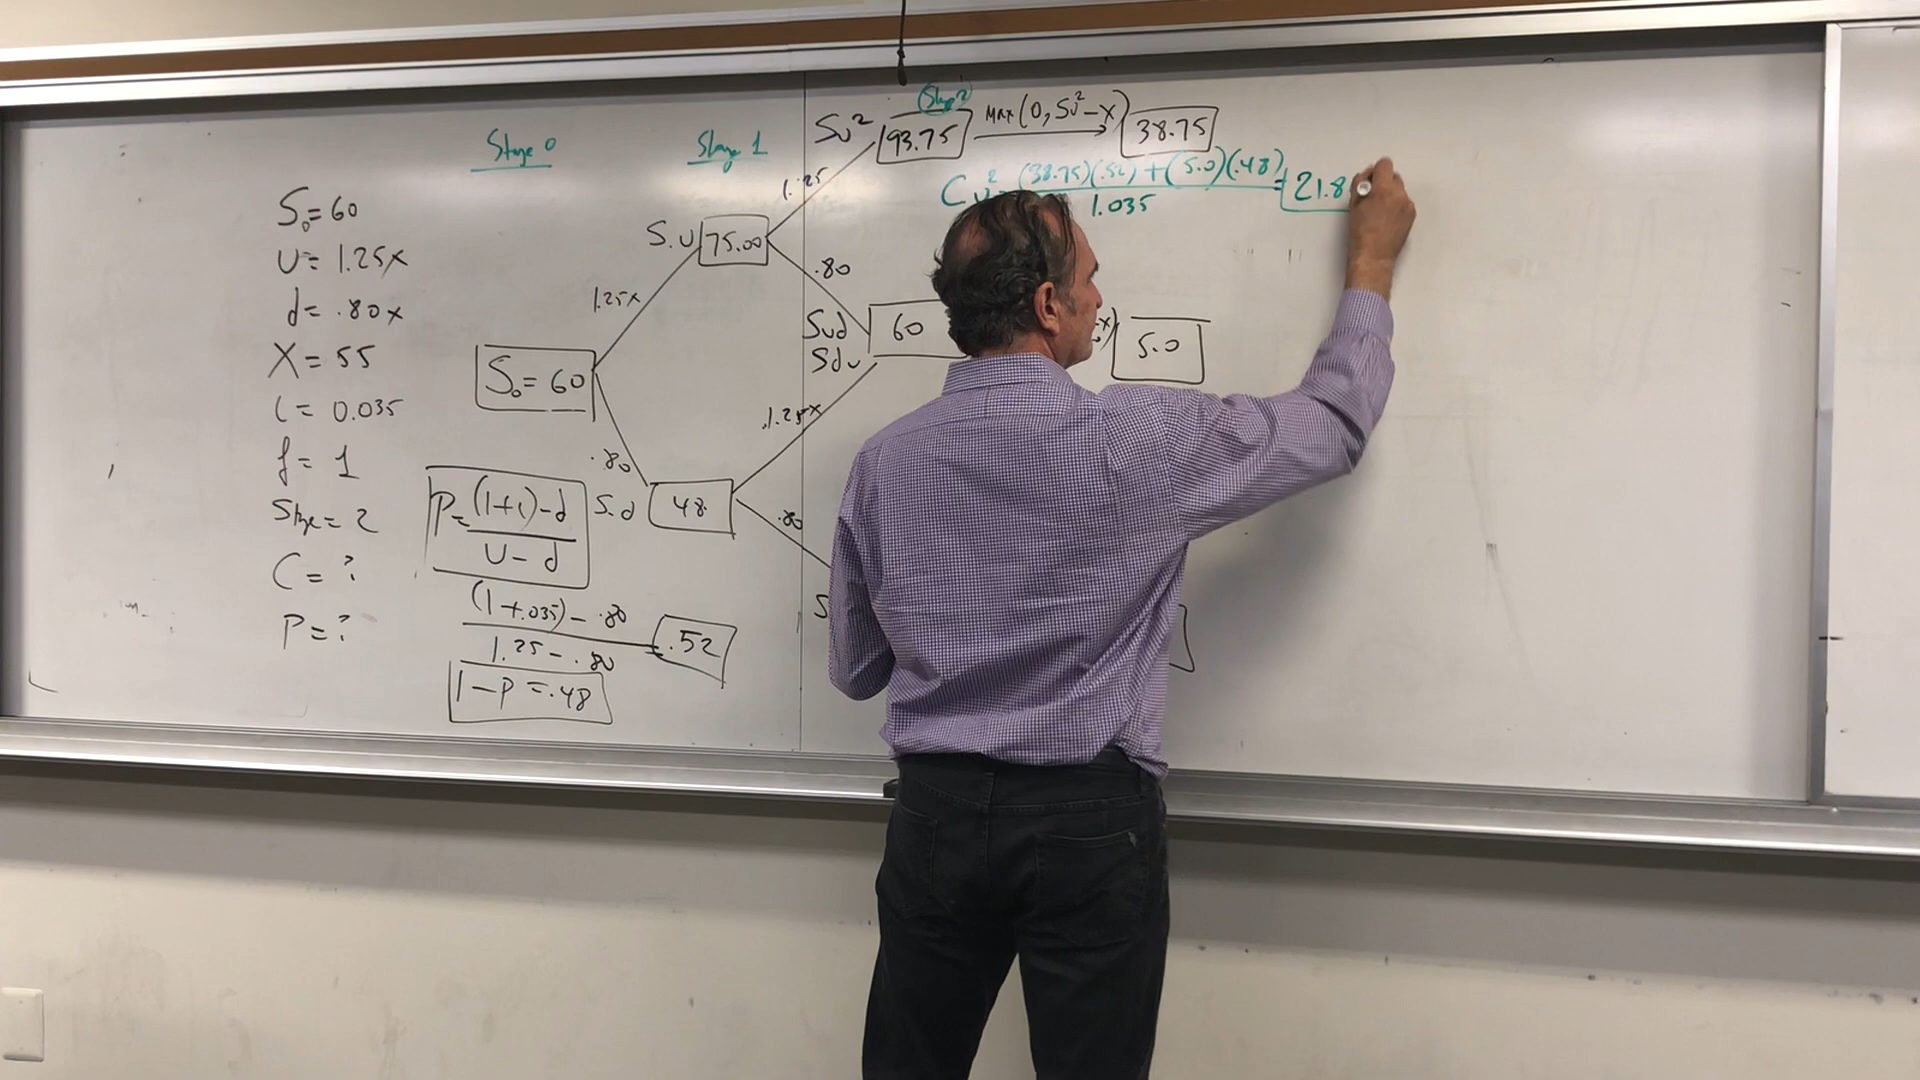 Stage 0
Stage 1
Stage 2
S₀ = 60
U = 1.25x
d = .80x
X = 55
i = 0.035
f = 1
Stge = 2
C = ?
P = ?
S₀ = 60
1.25x
.80
S.U 75.00
S.d 48
1.25
.80
1.25x
.80
SU² 93.75 MAX(0, SU²-X) 38.75
CU² = (38.75)(.52) + (5.0)(.48) = 21.8
1.035
SUd 60 -X) 5.0
SdU
S
P = (1+i)-d
U-d
(1+.035) - .80 = .52
1.25 - .80
1-P = .48